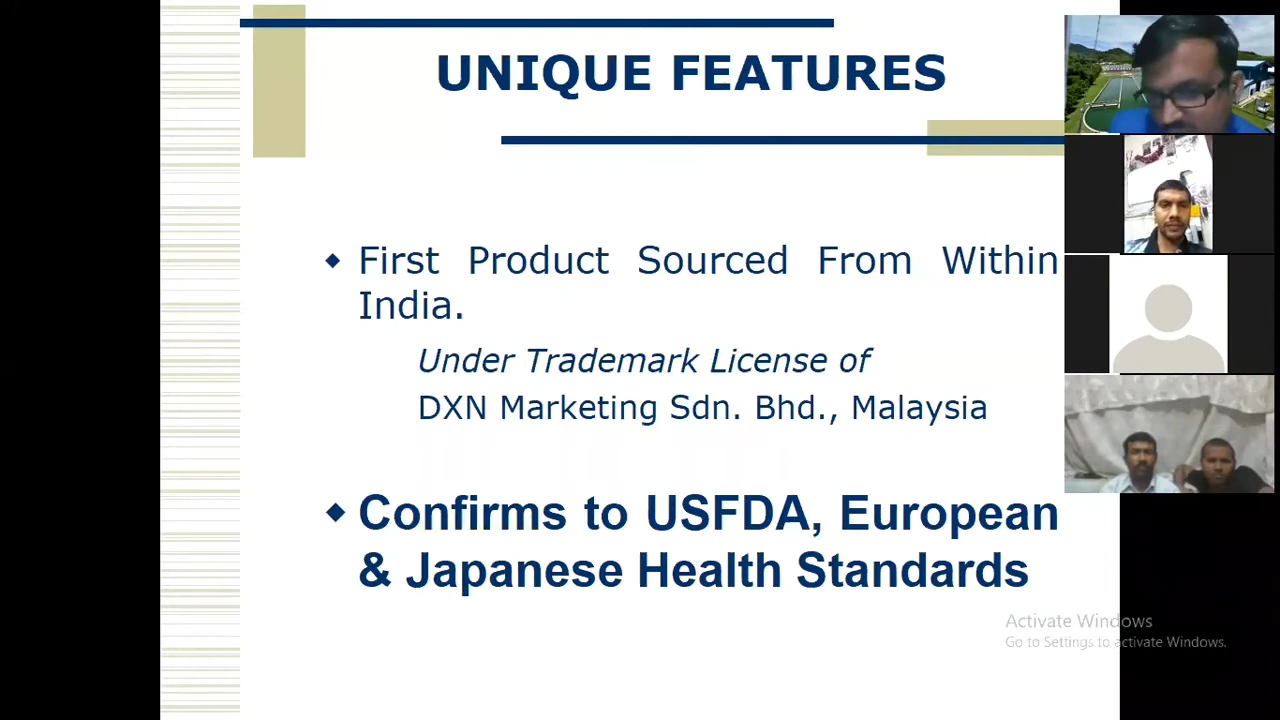 UNIQUE FEATURES
First Product Sourced From Within
India.
Under Trademark License of
DXN Marketing Sdn. Bhd., Malaysia
Confirms to USFDA, European
& Japanese Health Standards
Activate Windows
Go to Settings to activate Windows.